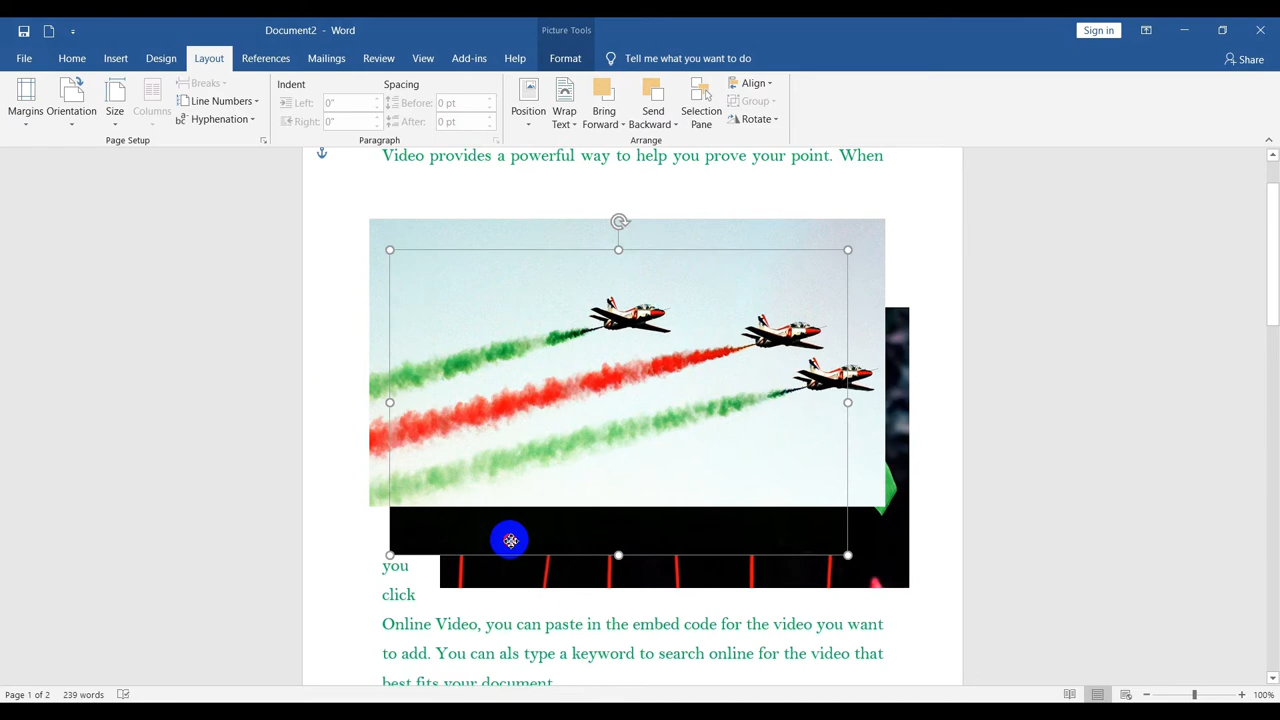 Document2 - Word
Picture Tools
Sign in
File
Home
Insert
Design
Layout
References
Mailings
Review
View
Add-ins
Help
Format
Tell me what you want to do
Share
Margins
Orientation
Size
Columns
Breaks
Line Numbers
Hyphenation
Page Setup
Indent
Left: 0"
Right: 0"
Spacing
Before: 0 pt
After: 0 pt
Paragraph
Position
Wrap
Text
Bring
Forward
Send
Backward
Selection
Pane
Align
Group
Rotate
Arrange
Video provides a powerful way to help you prove your point. When
you
click
Online Video, you can paste in the embed code for the video you want
to add. You can als type a keyword to search online for the video that
best fits your document.
Page 1 of 2
239 words
100%